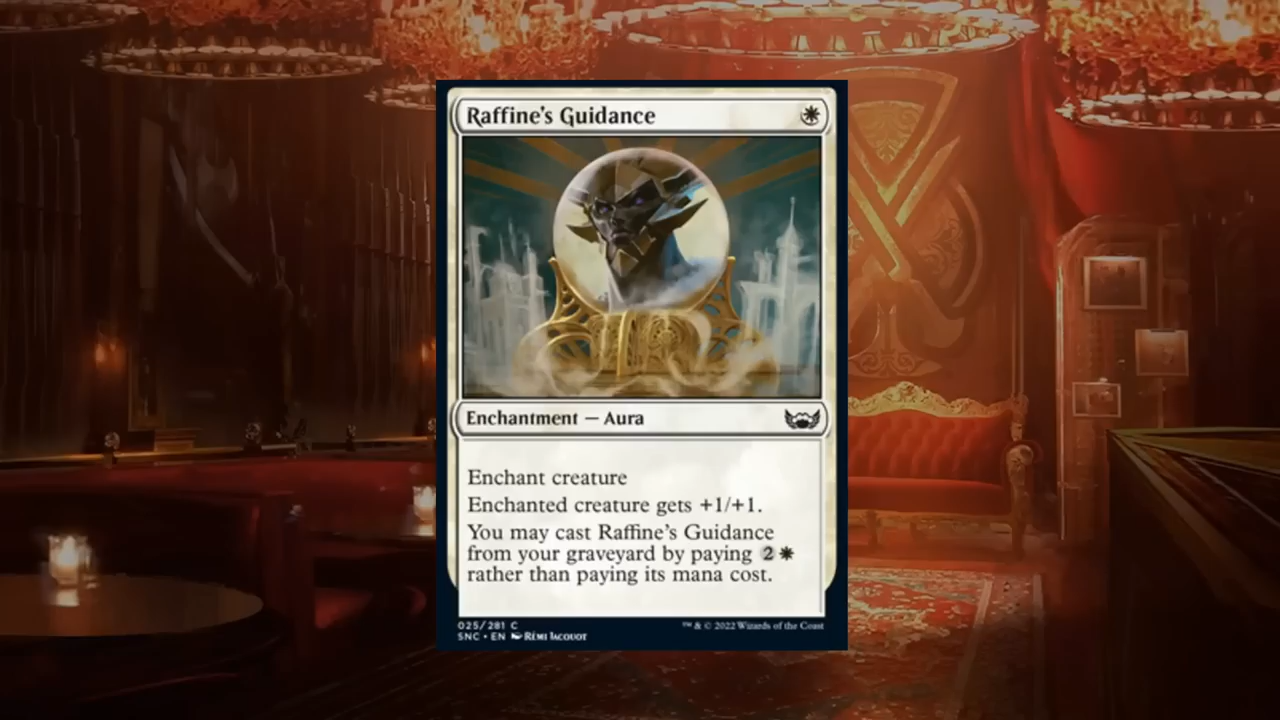 Raffine's Guidance
Enchantment — Aura
Enchant creature
Enchanted creature gets +1/+1.
You may cast Raffine's Guidance
from your graveyard by paying 2
rather than paying its mana cost.
025/281 C
SNC • EN RÉMI JACQUOT
™ & © 2022 Wizards of the Coast